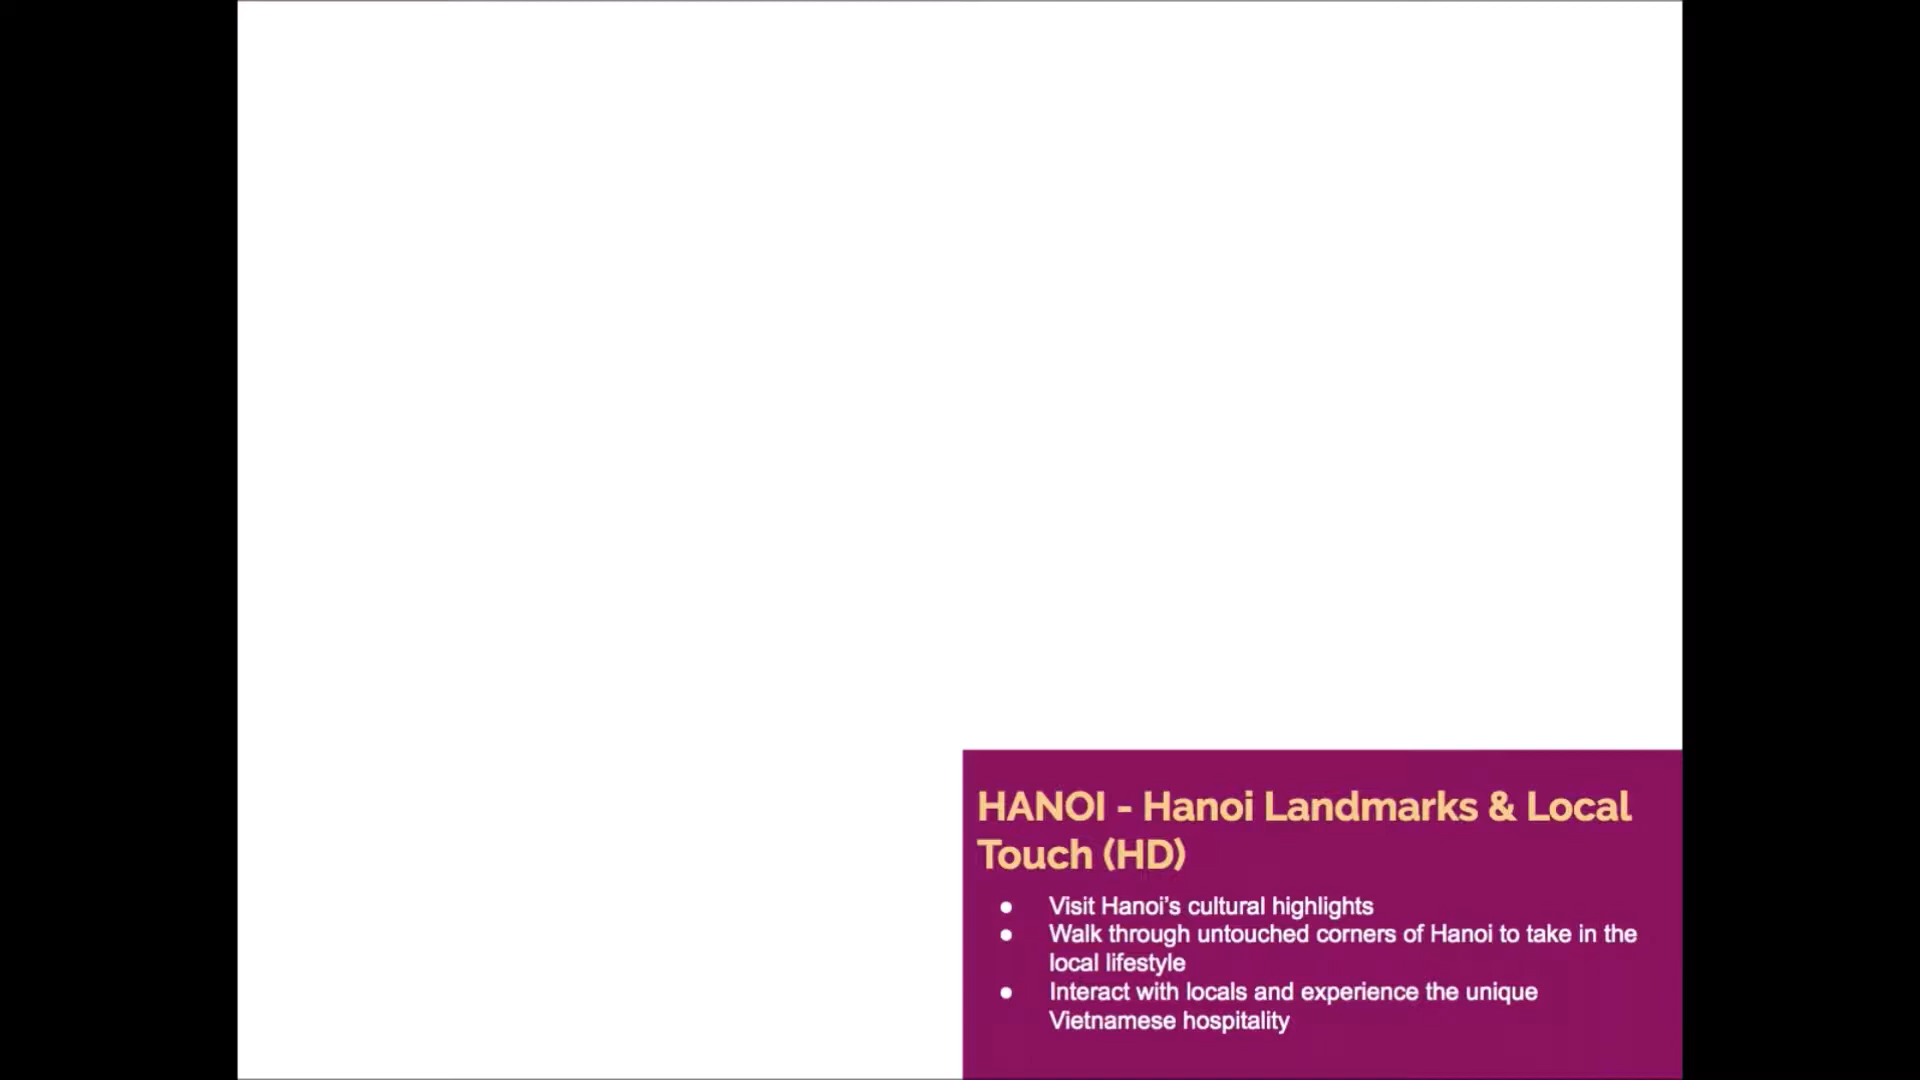 HANOI - Hanoi Landmarks & Local
Touch (HD)
● Visit Hanoi’s cultural highlights
● Walk through untouched corners of Hanoi to take in the
local lifestyle
● Interact with locals and experience the unique
Vietnamese hospitality